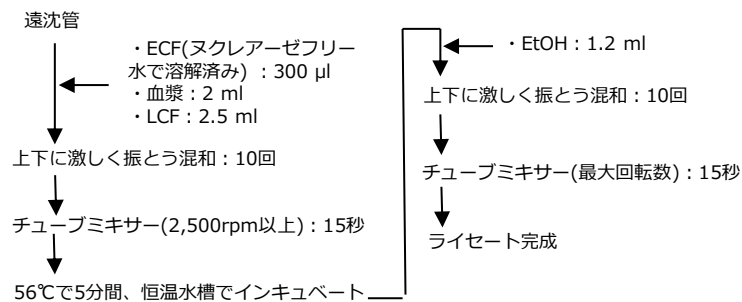 遠沈管
・ECF(ヌクレアーゼフリー
水で溶解済み)：300 μl
・血漿：2 ml
・LCF：2.5 ml
上下に激しく振とう混和：10回
チューブミキサー(2,500rpm以上)：15秒
56℃で5分間、恒温水槽でインキュベート
・EtOH：1.2 ml
上下に激しく振とう混和：10回
チューブミキサー(最大回転数)：15秒
ライセート完成